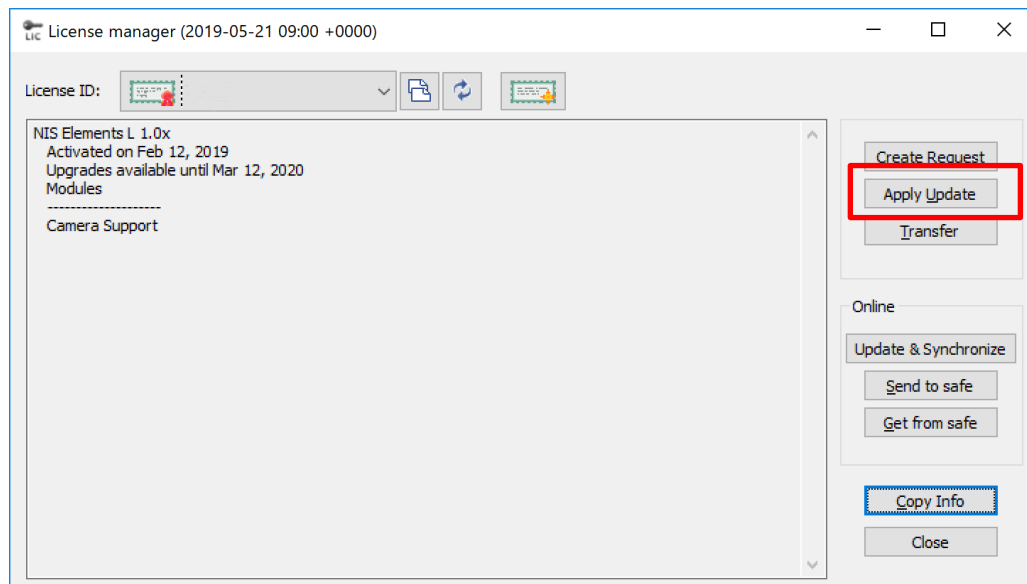 LIC License manager (2019-05-21 09:00 +0000)
License ID:
NIS Elements L 1.0x
Activated on Feb 12, 2019
Upgrades available until Mar 12, 2020
Modules
--------------------
Camera Support
Create Request
Apply Update
Transfer
Online
Update & Synchronize
Send to safe
Get from safe
Copy Info
Close